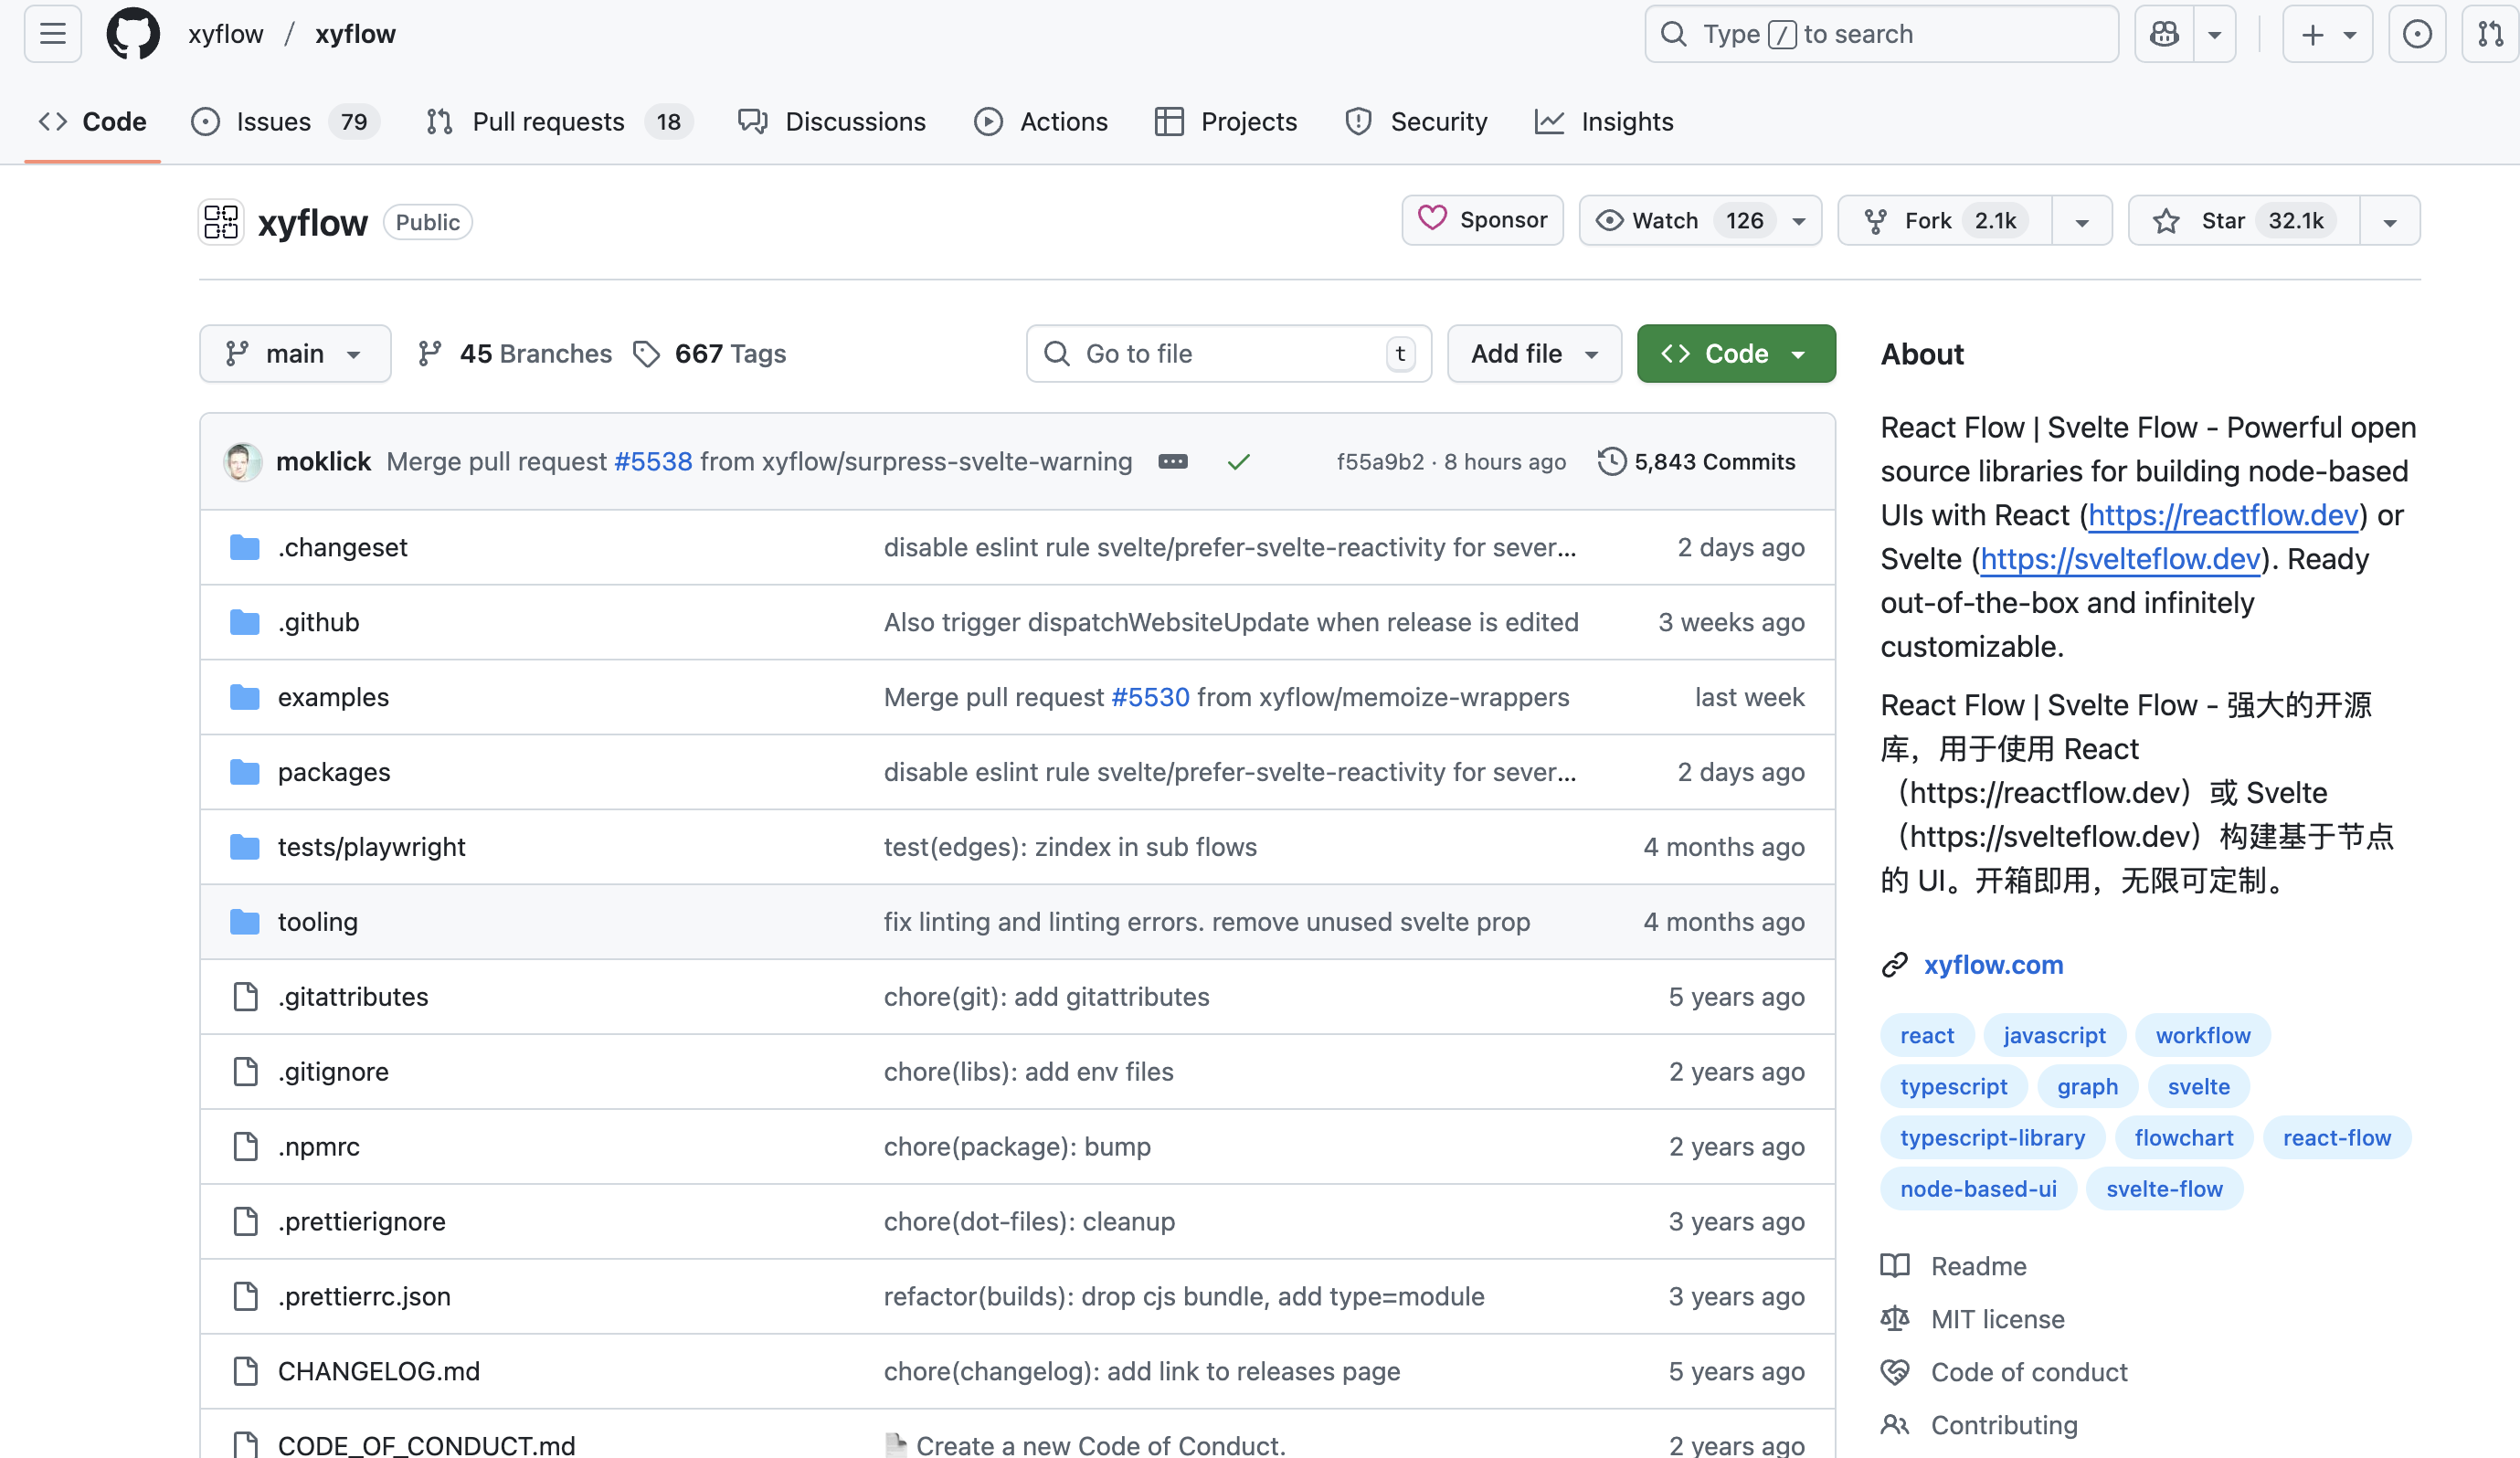 xyflow / xyflow
Type / to search
Code
Issues 79
Pull requests 18
Discussions
Actions
Projects
Security
Insights
xyflow Public
Sponsor
Watch 126
Fork 2.1k
Star 32.1k
main
45 Branches
667 Tags
Go to file t
Add file
Code
moklick Merge pull request #5538 from xyflow/surpress-svelte-warning f55a9b2 · 8 hours ago 5,843 Commits
.changeset disable eslint rule svelte/prefer-svelte-reactivity for sever... 2 days ago
.github Also trigger dispatchWebsiteUpdate when release is edited 3 weeks ago
examples Merge pull request #5530 from xyflow/memoize-wrappers last week
packages disable eslint rule svelte/prefer-svelte-reactivity for sever... 2 days ago
tests/playwright test(edges): zindex in sub flows 4 months ago
tooling fix linting and linting errors. remove unused svelte prop 4 months ago
.gitattributes chore(git): add gitattributes 5 years ago
.gitignore chore(libs): add env files 2 years ago
.npmrc chore(package): bump 2 years ago
.prettierignore chore(dot-files): cleanup 3 years ago
.prettierrc.json refactor(builds): drop cjs bundle, add type=module 3 years ago
CHANGELOG.md chore(changelog): add link to releases page 5 years ago
CODE_OF_CONDUCT.md Create a new Code of Conduct. 2 years ago
About
React Flow | Svelte Flow - Powerful open
source libraries for building node-based
UIs with React (https://reactflow.dev) or
Svelte (https://svelteflow.dev). Ready
out-of-the-box and infinitely
customizable.
React Flow | Svelte Flow - 强大的开源
库，用于使用 React
（https://reactflow.dev）或 Svelte
（https://svelteflow.dev）构建基于节点
的 UI。开箱即用，无限可定制。
xyflow.com
react javascript workflow
typescript graph svelte
typescript-library flowchart react-flow
node-based-ui svelte-flow
Readme
MIT license
Code of conduct
Contributing